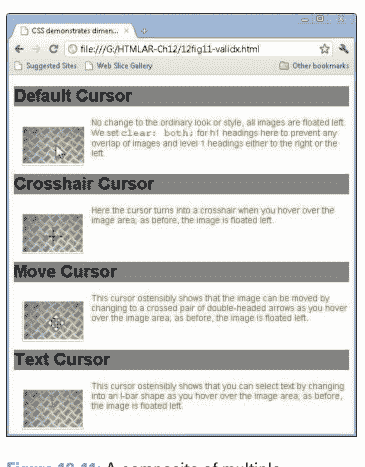 CSS demonstrates dimen...
file:///G:/HTMLAR-Ch12/12fig11-validx.html
Suggested Sites Web Slice Gallery Other bookmarks
Default Cursor
No change to the ordinary look or style, all images are floated left.
We set clear: both; for h1 headings here to prevent any
overlap of images and level 1 headings either to the right or the
left.
Crosshair Cursor
Here the cursor turns into a crosshair when you hover over the
image area; as before, the image is floated left.
Move Cursor
This cursor ostensibly shows that the image can be moved by
changing to a crossed pair of double-headed arrows as you hover
over the image area; as before, the image is floated left.
Text Cursor
This cursor ostensibly shows that you can select text by changing
into an I-bar shape as you hover over the image area; as before,
the image is floated left.
A composite of multiple